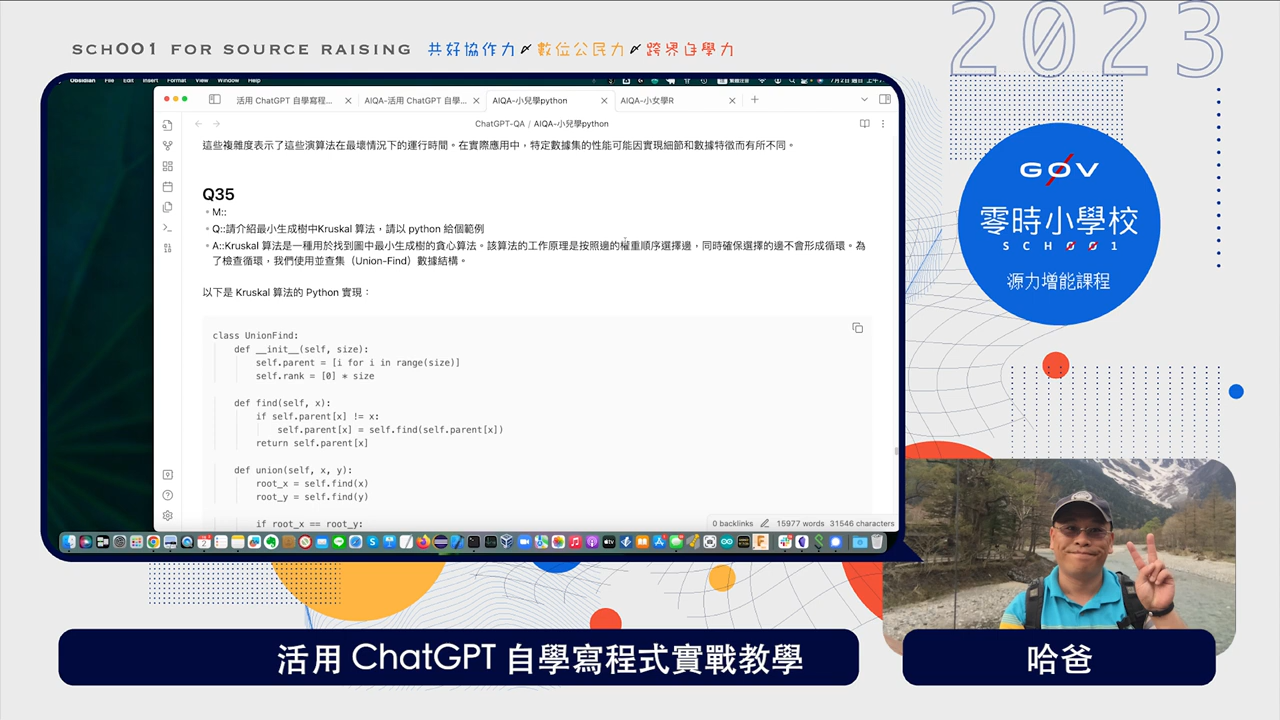 SCH001 FOR SOURCE RAISING 共好協作力 數位公民力 跨界自學力
2023
Obsidian File Edit Insert Format View Window Help
活用 ChatGPT 自學寫程... AIQA-活用 ChatGPT 自學... AIQA-小兒學python AIQA-小女學R
ChatGPT-QA / AIQA-小兒學python
這些複雜度表示了這些演算法在最壞情況下的運行時間。在實際應用中，特定數據集的性能可能因實現細節和數據特徵而有所不同。
Q35
M::
Q::請介紹最小生成樹中Kruskal 算法，請以 python 給個範例
A::Kruskal 算法是一種用於找到圖中最小生成樹的貪心算法。該算法的工作原理是按照邊的權重順序選擇邊，同時確保選擇的邊不會形成循環。為
了檢查循環，我們使用並查集（Union-Find）數據結構。
以下是 Kruskal 算法的 Python 實現：
class UnionFind:
def __init__(self, size):
self.parent = [i for i in range(size)]
self.rank = [0] * size
def find(self, x):
if self.parent[x] != x:
self.parent[x] = self.find(self.parent[x])
return self.parent[x]
def union(self, x, y):
root_x = self.find(x)
root_y = self.find(y)
if root_x == root_y:
0 backlinks 15977 words 31546 characters
G0V
零時小學校
SCH001
源力增能課程
活用 ChatGPT 自學寫程式實戰教學
哈爸